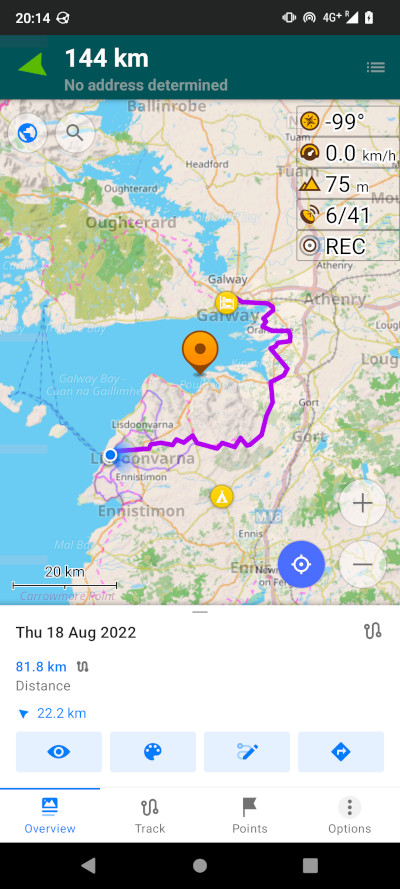 20:14
4G+ R
144 km
No address determined
Ballinrobe
-99°
Tuam
Headford
0.0 km/h
Tuam
Oughterard
75 m
Oughterard
6/41
REC
Galway
Athenry
Galway
Athenry
Galway Bay -
Cuan na Gaillimhe
Lisdoonvarna
Gort
Gort
Lisdoonvarna
Ennistimon
Ennistimon
M18
Mal Bay
Ennis
20 km
Carrowmore Point
Thu 18 Aug 2022
81.8 km
Distance
22.2 km
Overview
Track
Points
Options